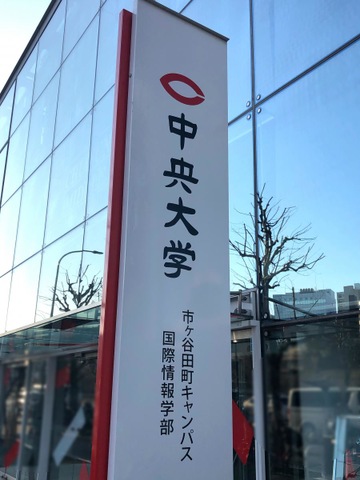 中央大学
市ヶ谷田町キャンパス
国際情報学部